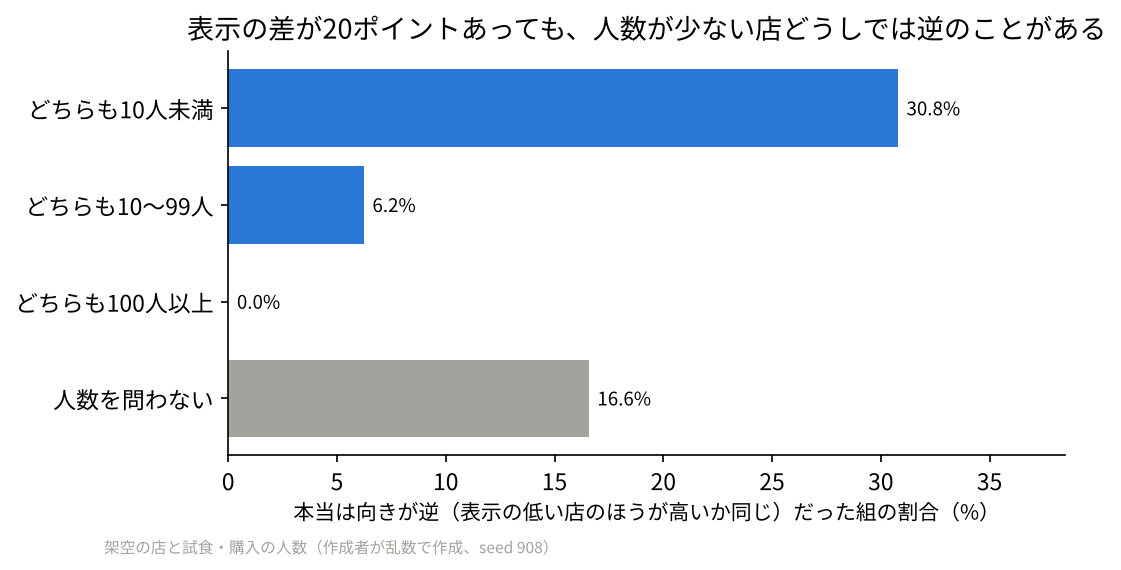 表示の差が20ポイントあっても、人数が少ない店どうしでは逆のことがある
どちらも10人未満
30.8%
どちらも10〜99人
6.2%
どちらも100人以上
0.0%
人数を問わない
16.6%
0 5 10 15 20 25 30 35
本当は向きが逆（表示の低い店のほうが高いか同じ）だった組の割合（%）
架空の店と試食・購入の人数（作成者が乱数で作成、seed 908）